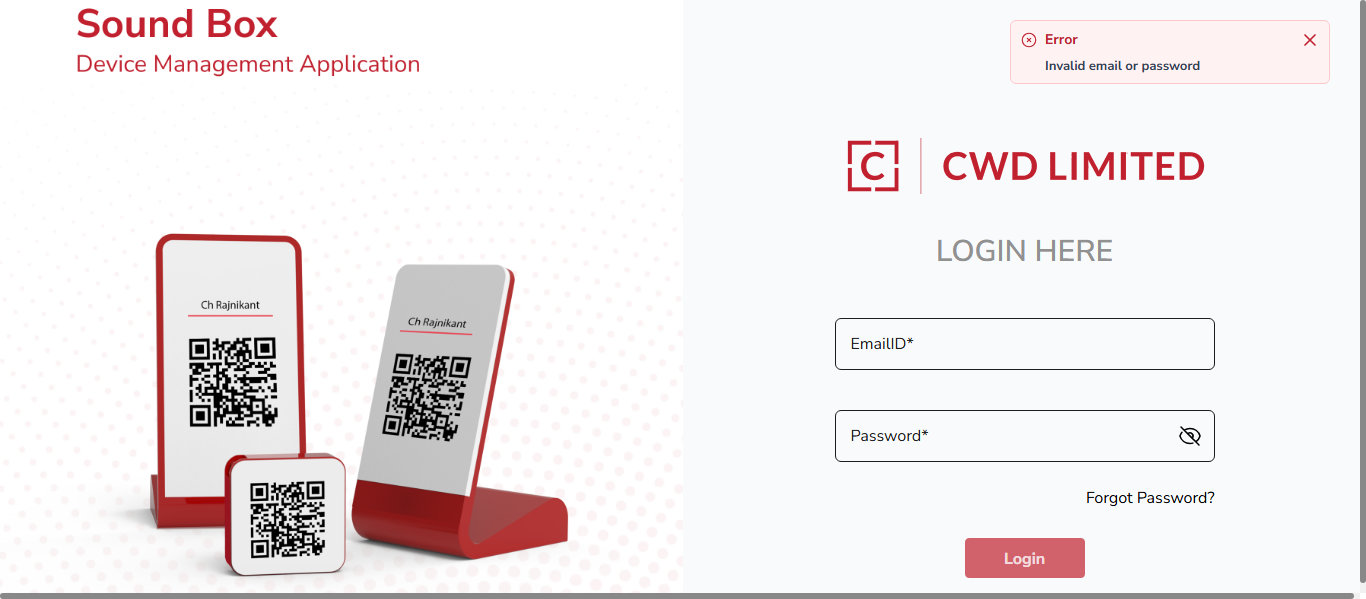 Sound Box
Device Management Application
Ch Rajnikant
Ch Rajnikant
Error
Invalid email or password
C
CWD LIMITED
LOGIN HERE
EmailID*
Password*
Forgot Password?
Login